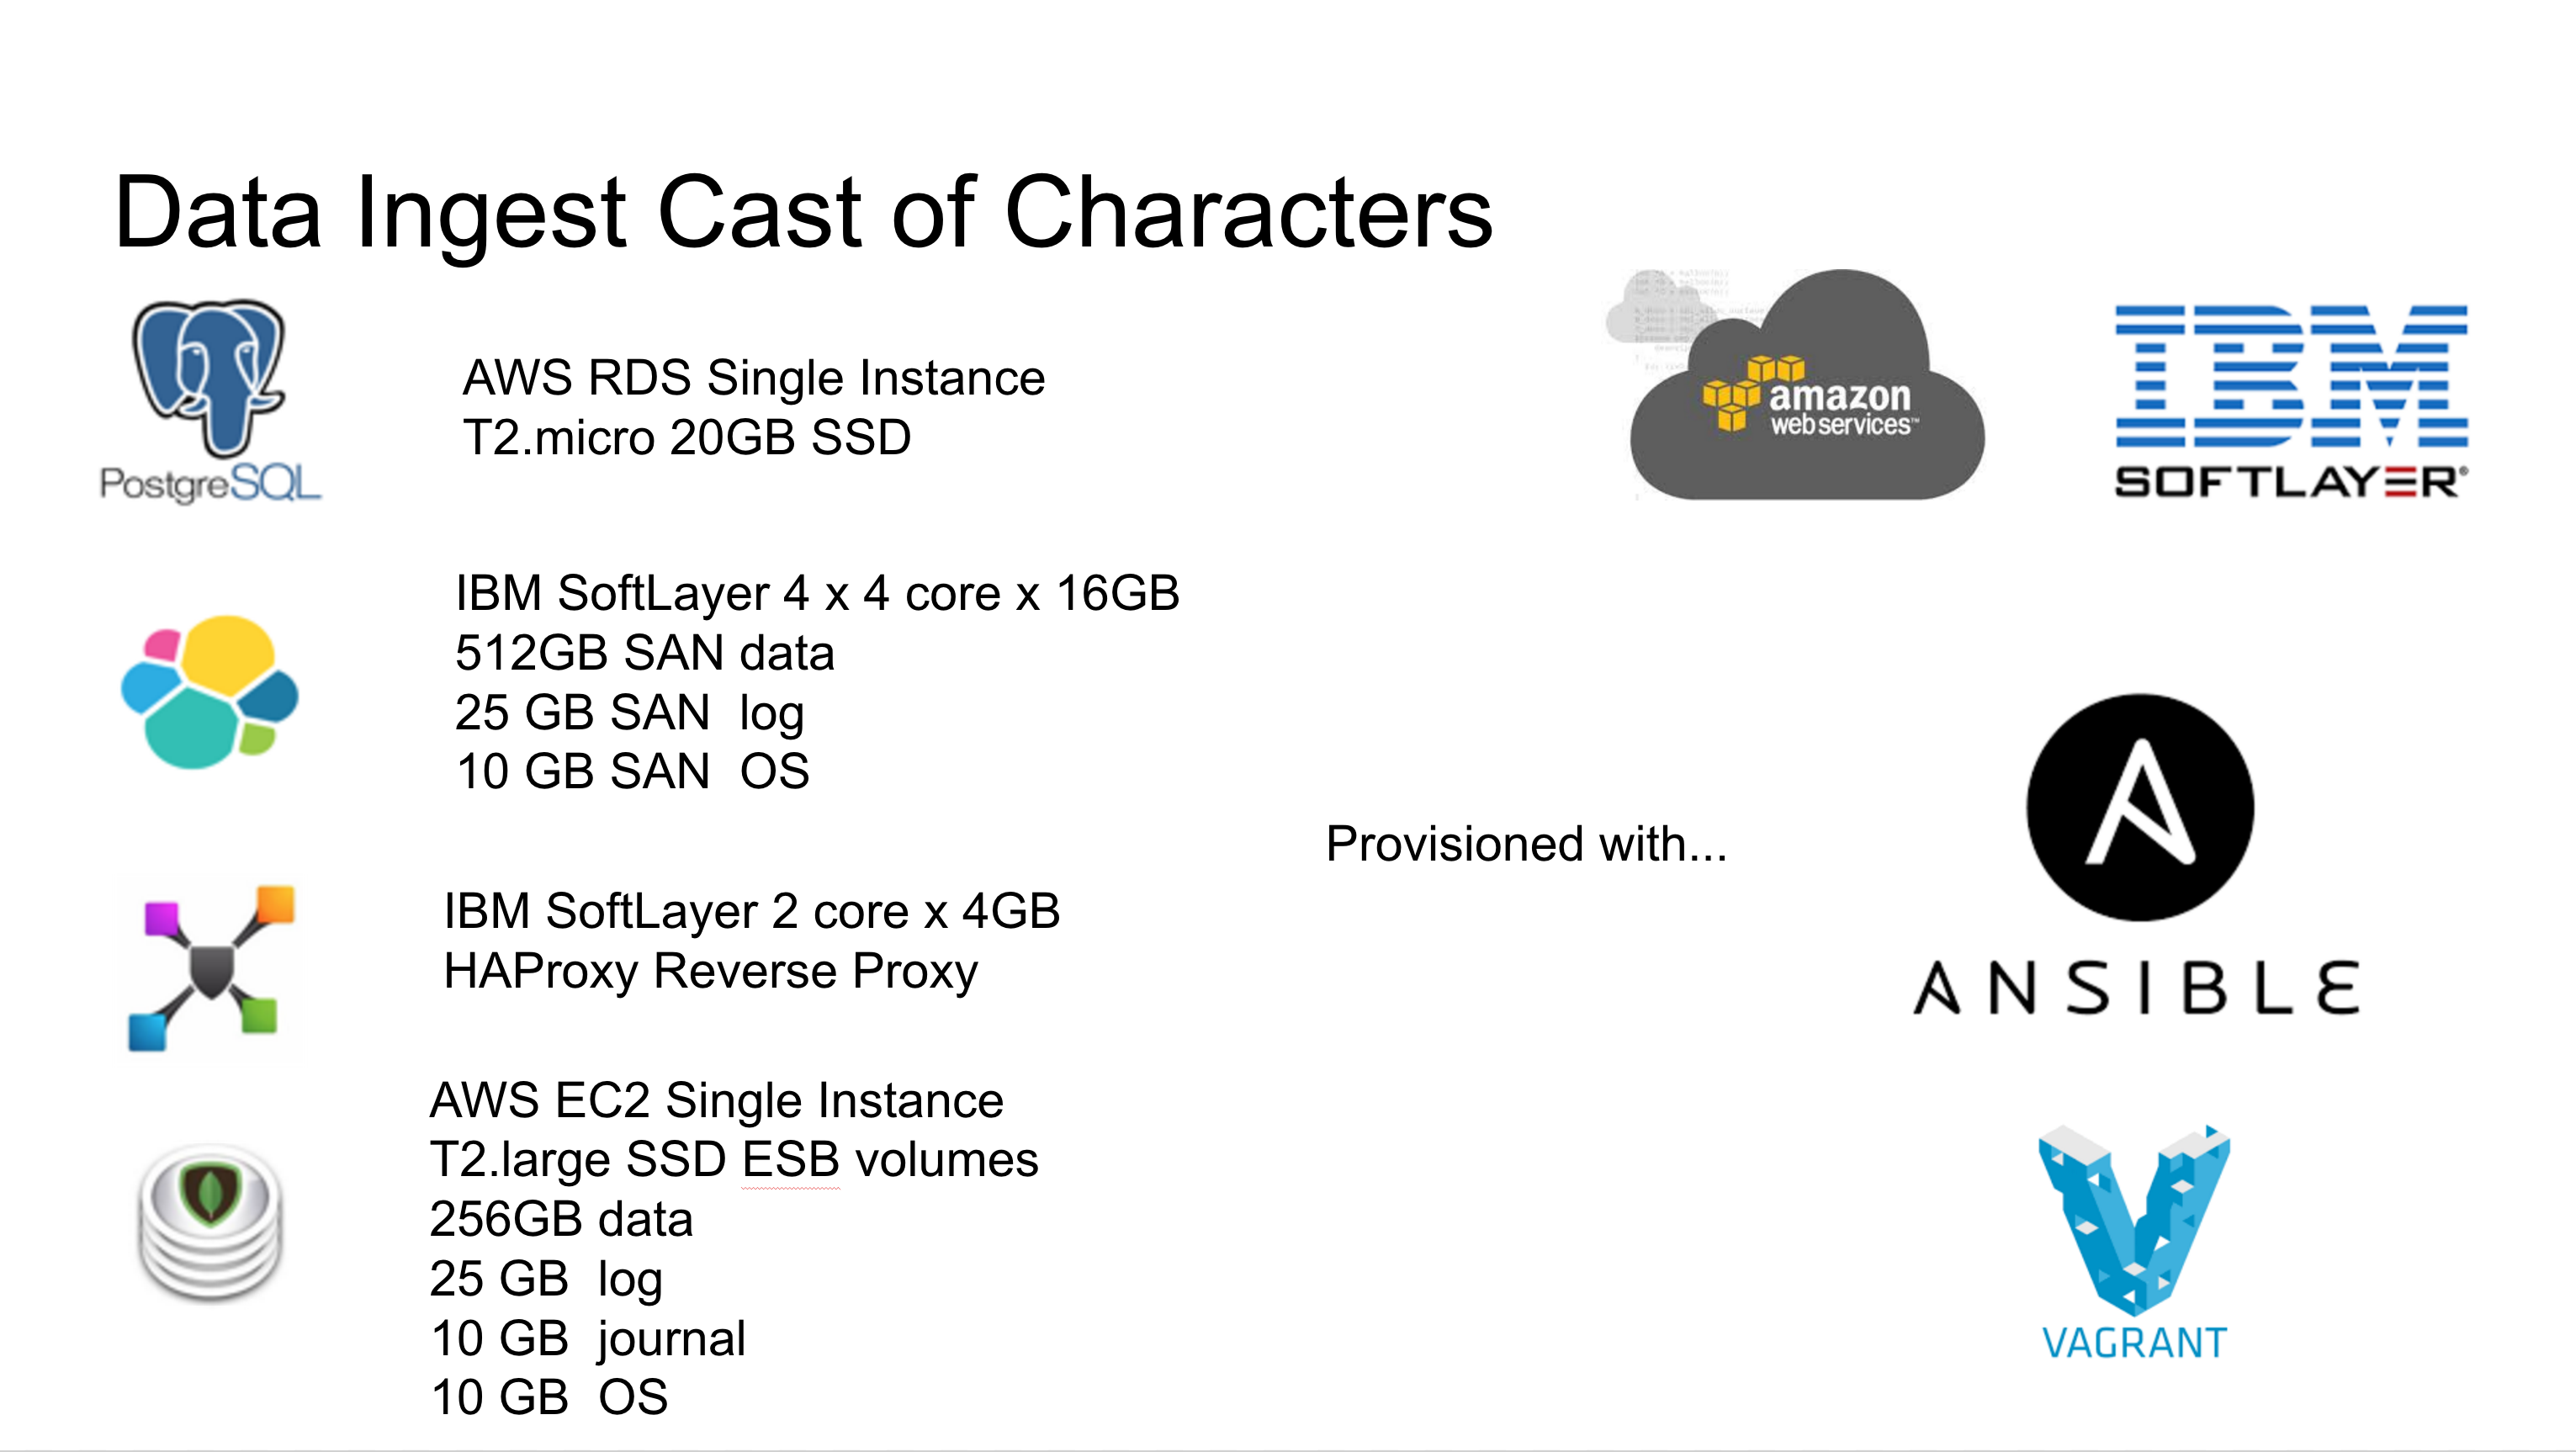 Data Ingest Cast of Characters
PostgreSQL
AWS RDS Single Instance
T2.micro 20GB SSD
amazon
web services™
IBM
SOFTLAYER®
IBM SoftLayer 4 x 4 core x 16GB
512GB SAN data
25 GB SAN  log
10 GB SAN  OS
Provisioned with...
ANSIBLE
IBM SoftLayer 2 core x 4GB
HAProxy Reverse Proxy
AWS EC2 Single Instance
T2.large SSD ESB volumes
256GB data
25 GB  log
10 GB  journal
10 GB  OS
VAGRANT